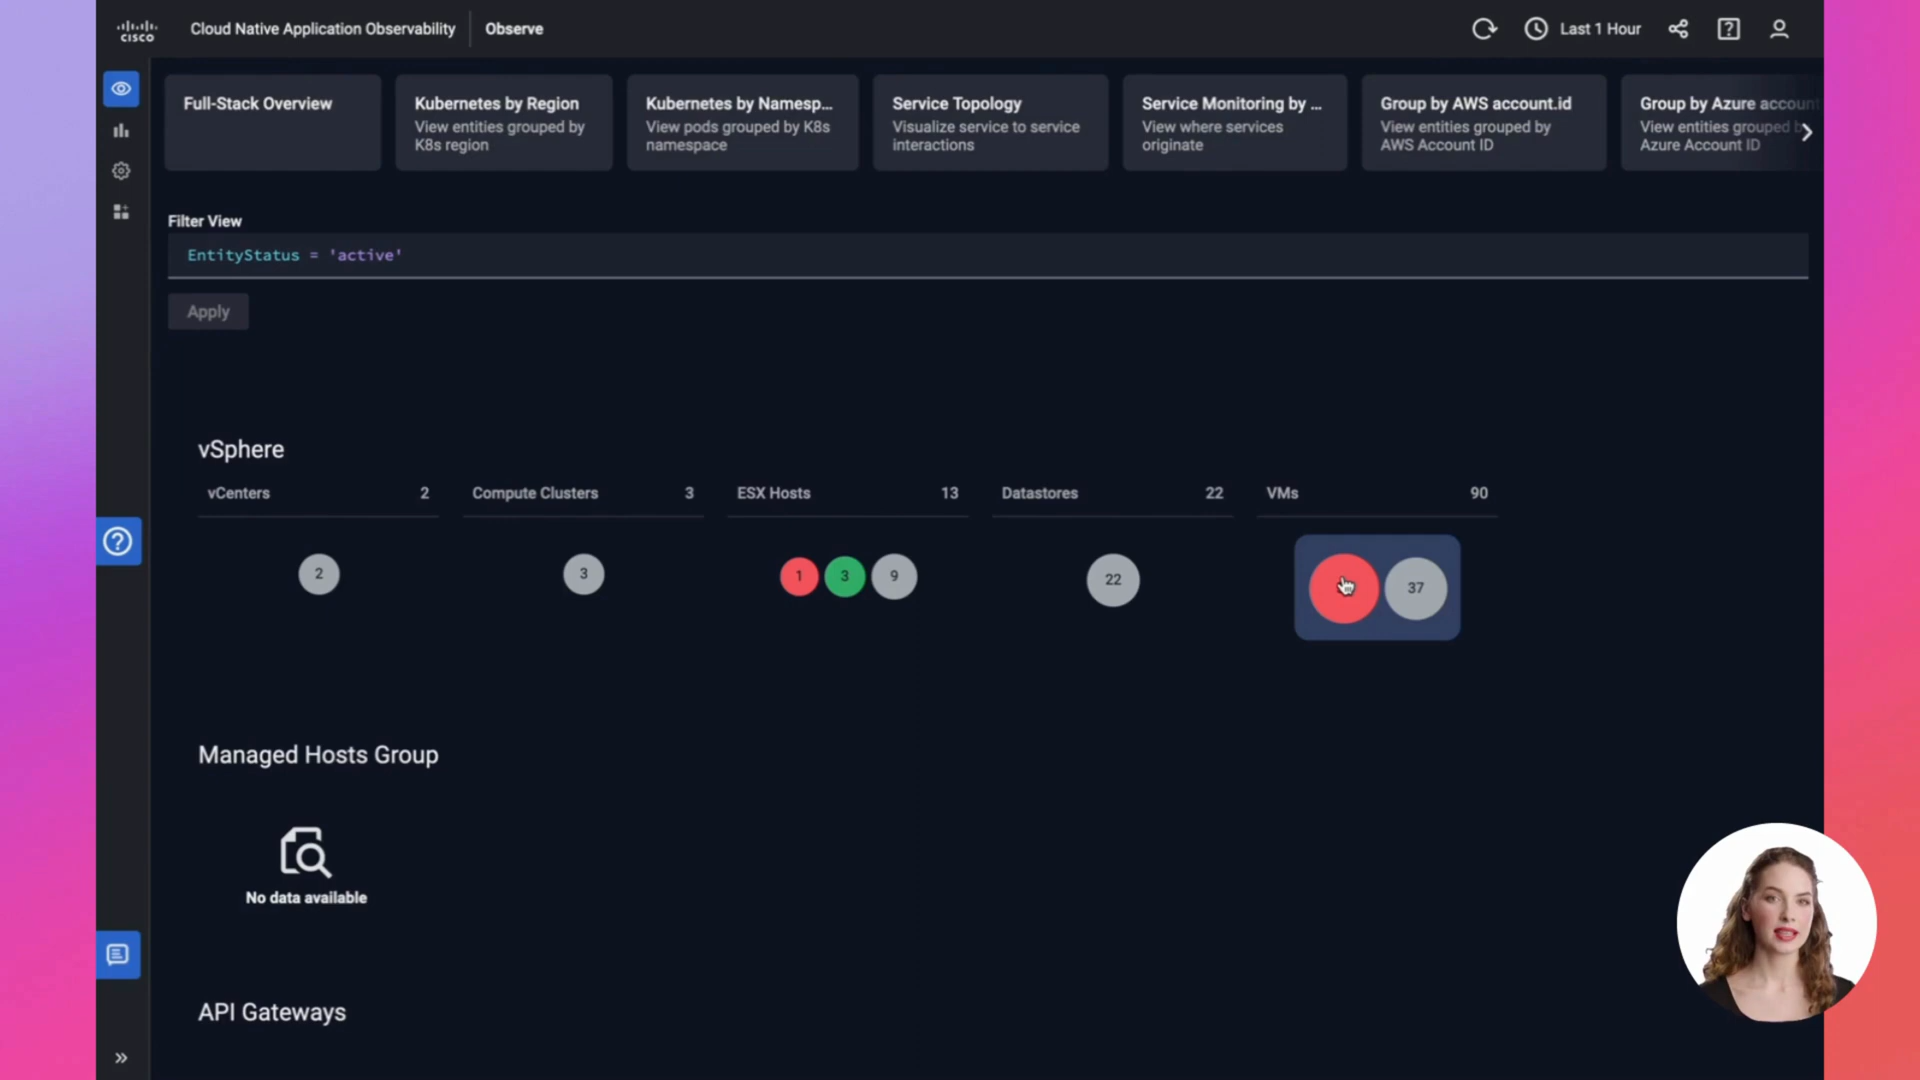 CISCO
Cloud Native Application Observability
Observe
Last 1 Hour
Full-Stack Overview
Kubernetes by Region
View entities grouped by
K8s region
Kubernetes by Namesp...
View pods grouped by K8s
namespace
Service Topology
Visualize service to service
interactions
Service Monitoring by ...
View where services
originate
Group by AWS account.id
View entities grouped by
AWS Account ID
Group by Azure account
View entities grouped b
Azure Account ID
Filter View
EntityStatus = 'active'
Apply
vSphere
vCenters 2
Compute Clusters 3
ESX Hosts 13
Datastores 22
VMs 90
2
3
1 3 9
22
37
Managed Hosts Group
No data available
API Gateways